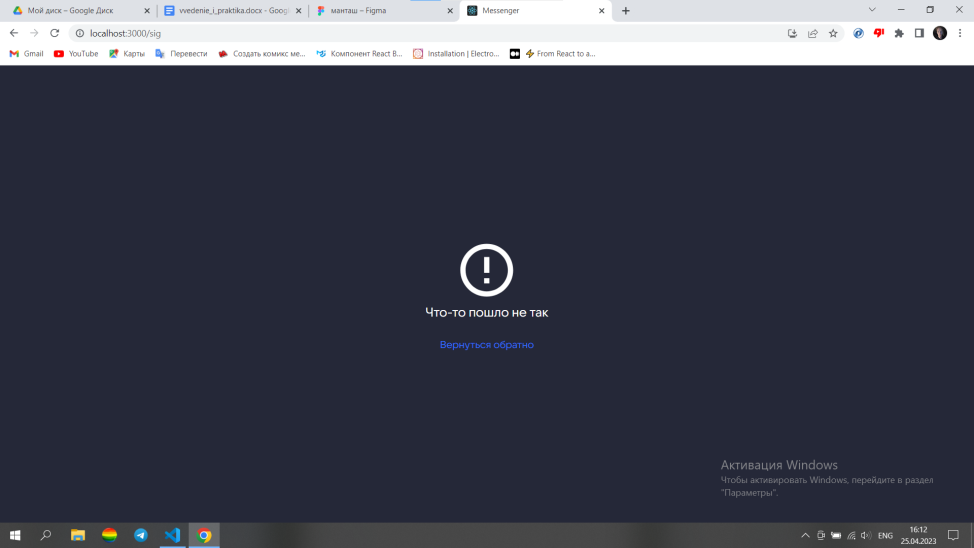 Мой диск – Google Диск
vvedenie_i_praktika.docx - Googl
манташ – Figma
Messenger
localhost:3000/sig
Gmail
YouTube
Карты
Перевести
Создать комикс ме...
Компонент React B...
Installation | Electro...
From React to a...
Что-то пошло не так
Вернуться обратно
Активация Windows
Чтобы активировать Windows, перейдите в раздел
"Параметры".
ENG
16:12
25.04.2023